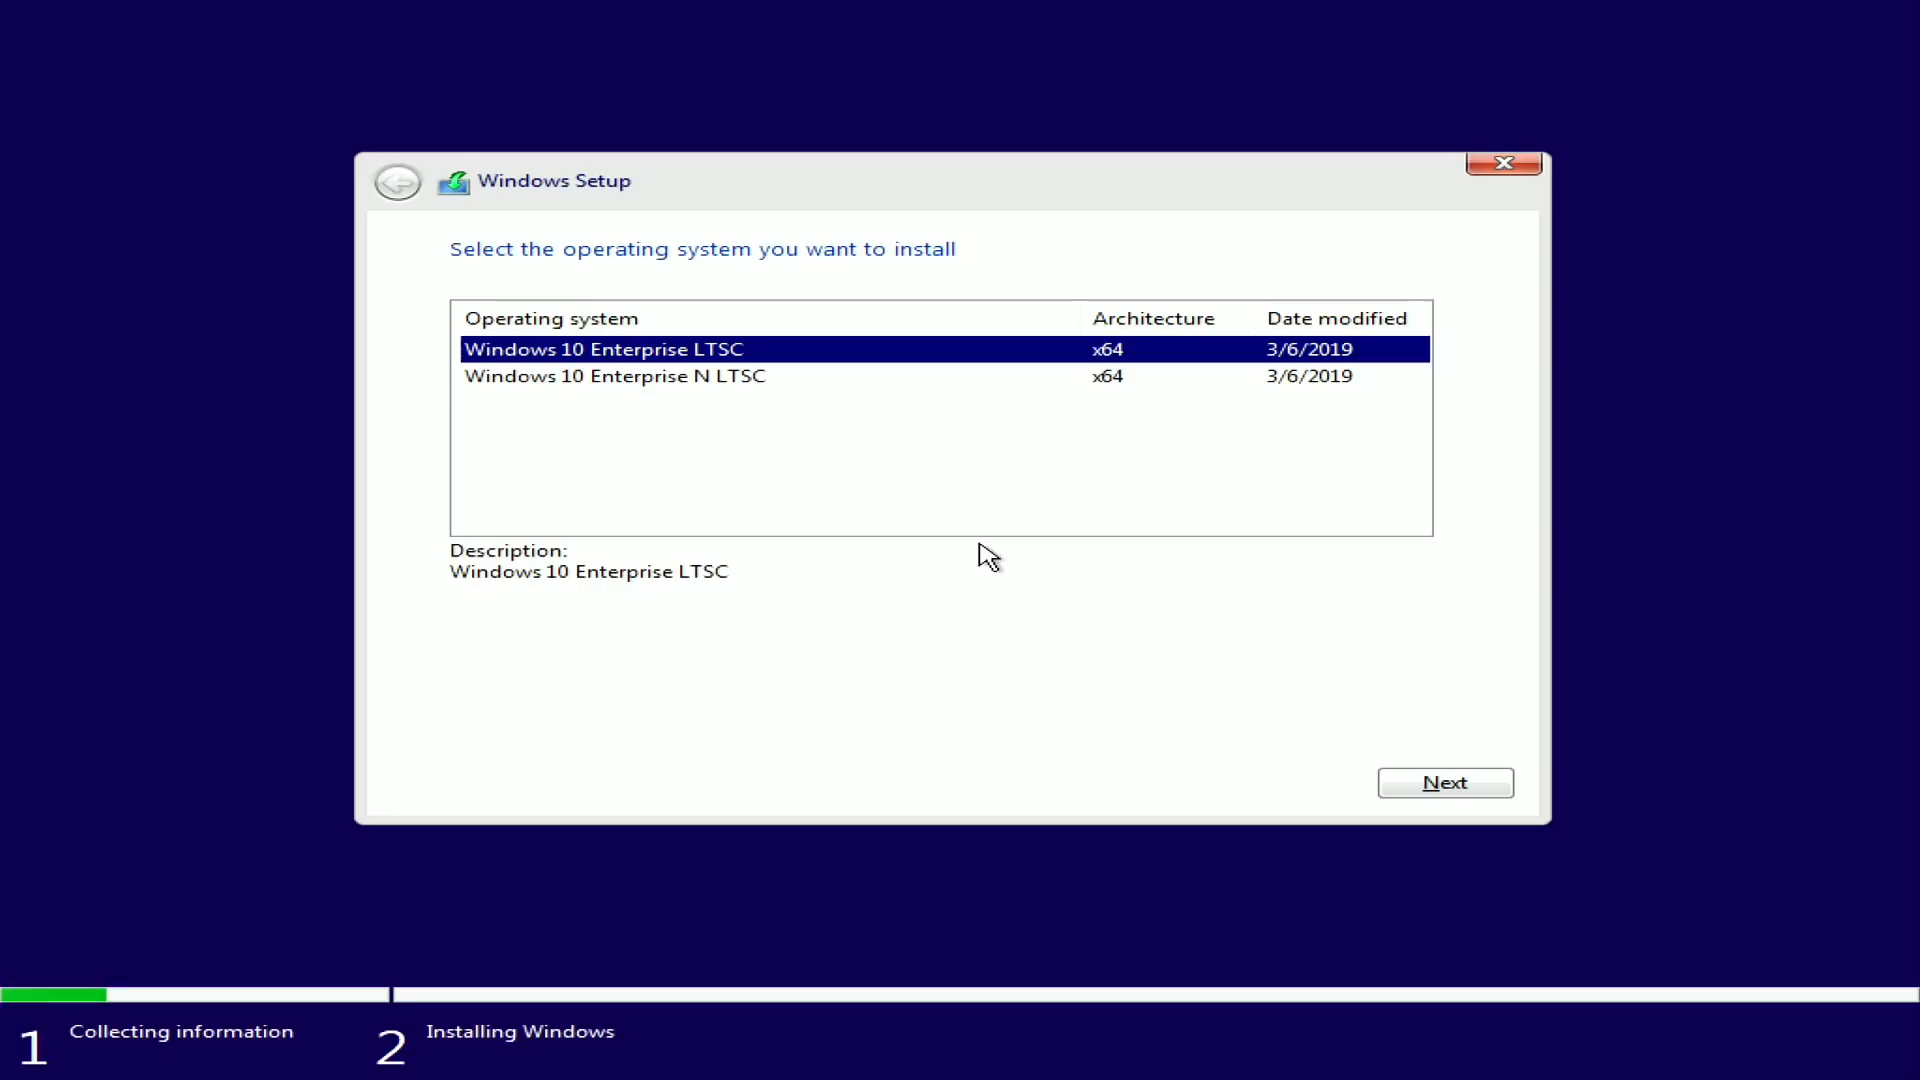 Windows Setup
Select the operating system you want to install
Operating system Architecture Date modified
Windows 10 Enterprise LTSC x64 3/6/2019
Windows 10 Enterprise N LTSC x64 3/6/2019
Description:
Windows 10 Enterprise LTSC
Next
1 Collecting information 2 Installing Windows